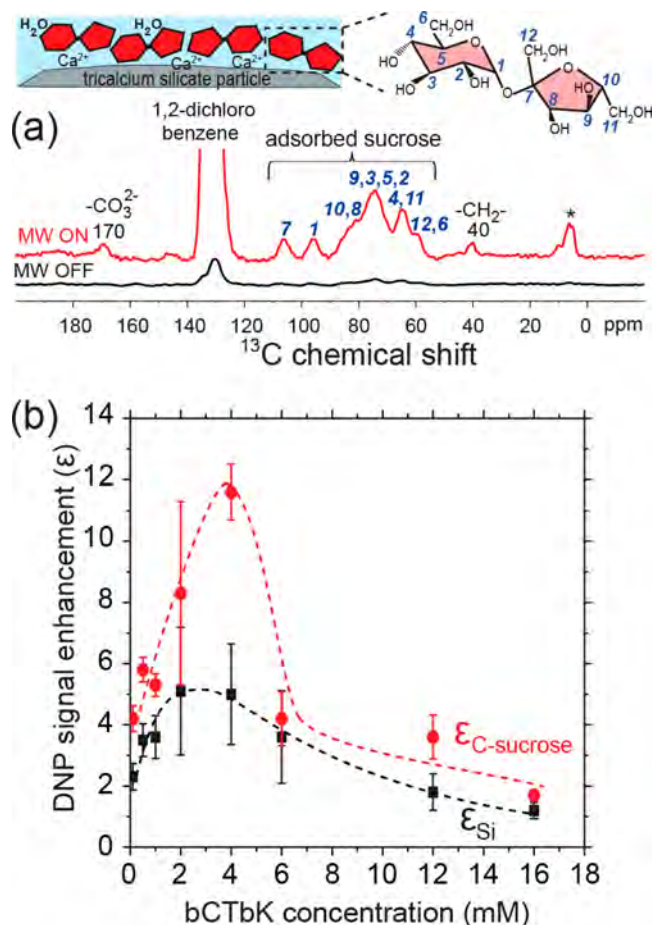 H₂O H₂O
Ca²⁺ Ca²⁺ Ca²⁺
tricalcium silicate particle
6 CH₂OH
4 O 12
HO 5 CH₂OH
HO 3 2 OH 1 O 7 O 10
8 HO CH₂OH
OH 9 11
(a)
1,2-dichloro
benzene
adsorbed sucrose
9,3,5,2
4,11
10,8
12,6
7 1
-CO₃²⁻
170
-CH₂-
40
*
MW ON
MW OFF
180 160 140 120 100 80 60 40 20 0 ppm
¹³C chemical shift
(b)
DNP signal enhancement (ε)
14
12
10
8
6
4
2
0
εC-sucrose
εSi
0 2 4 6 8 10 12 14 16 18
bCTbK concentration (mM)